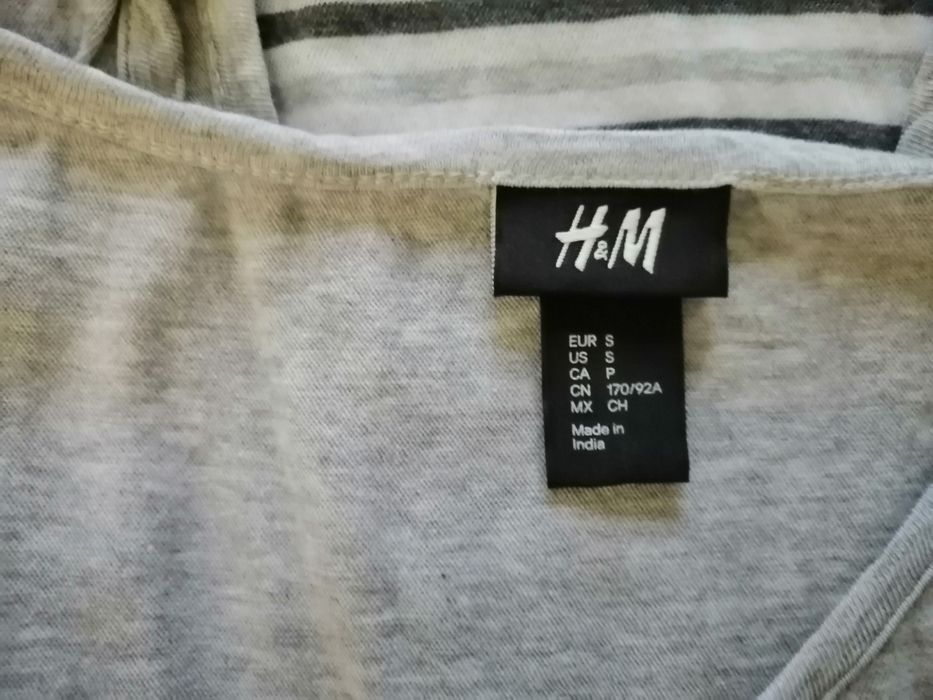 H&M
EUR S
US S
CA P
CN 170/92A
MX CH
Made in
India